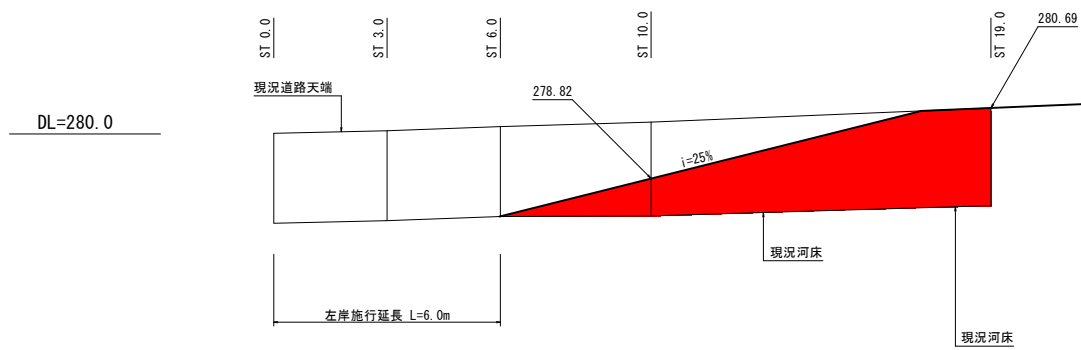 ST 0.0
ST 3.0
ST 6.0
ST 10.0
ST 19.0
280.69
現況道路天端
278.82
DL=280.0
i=25%
現況河床
左岸施行延長 L=6.0m
現況河床